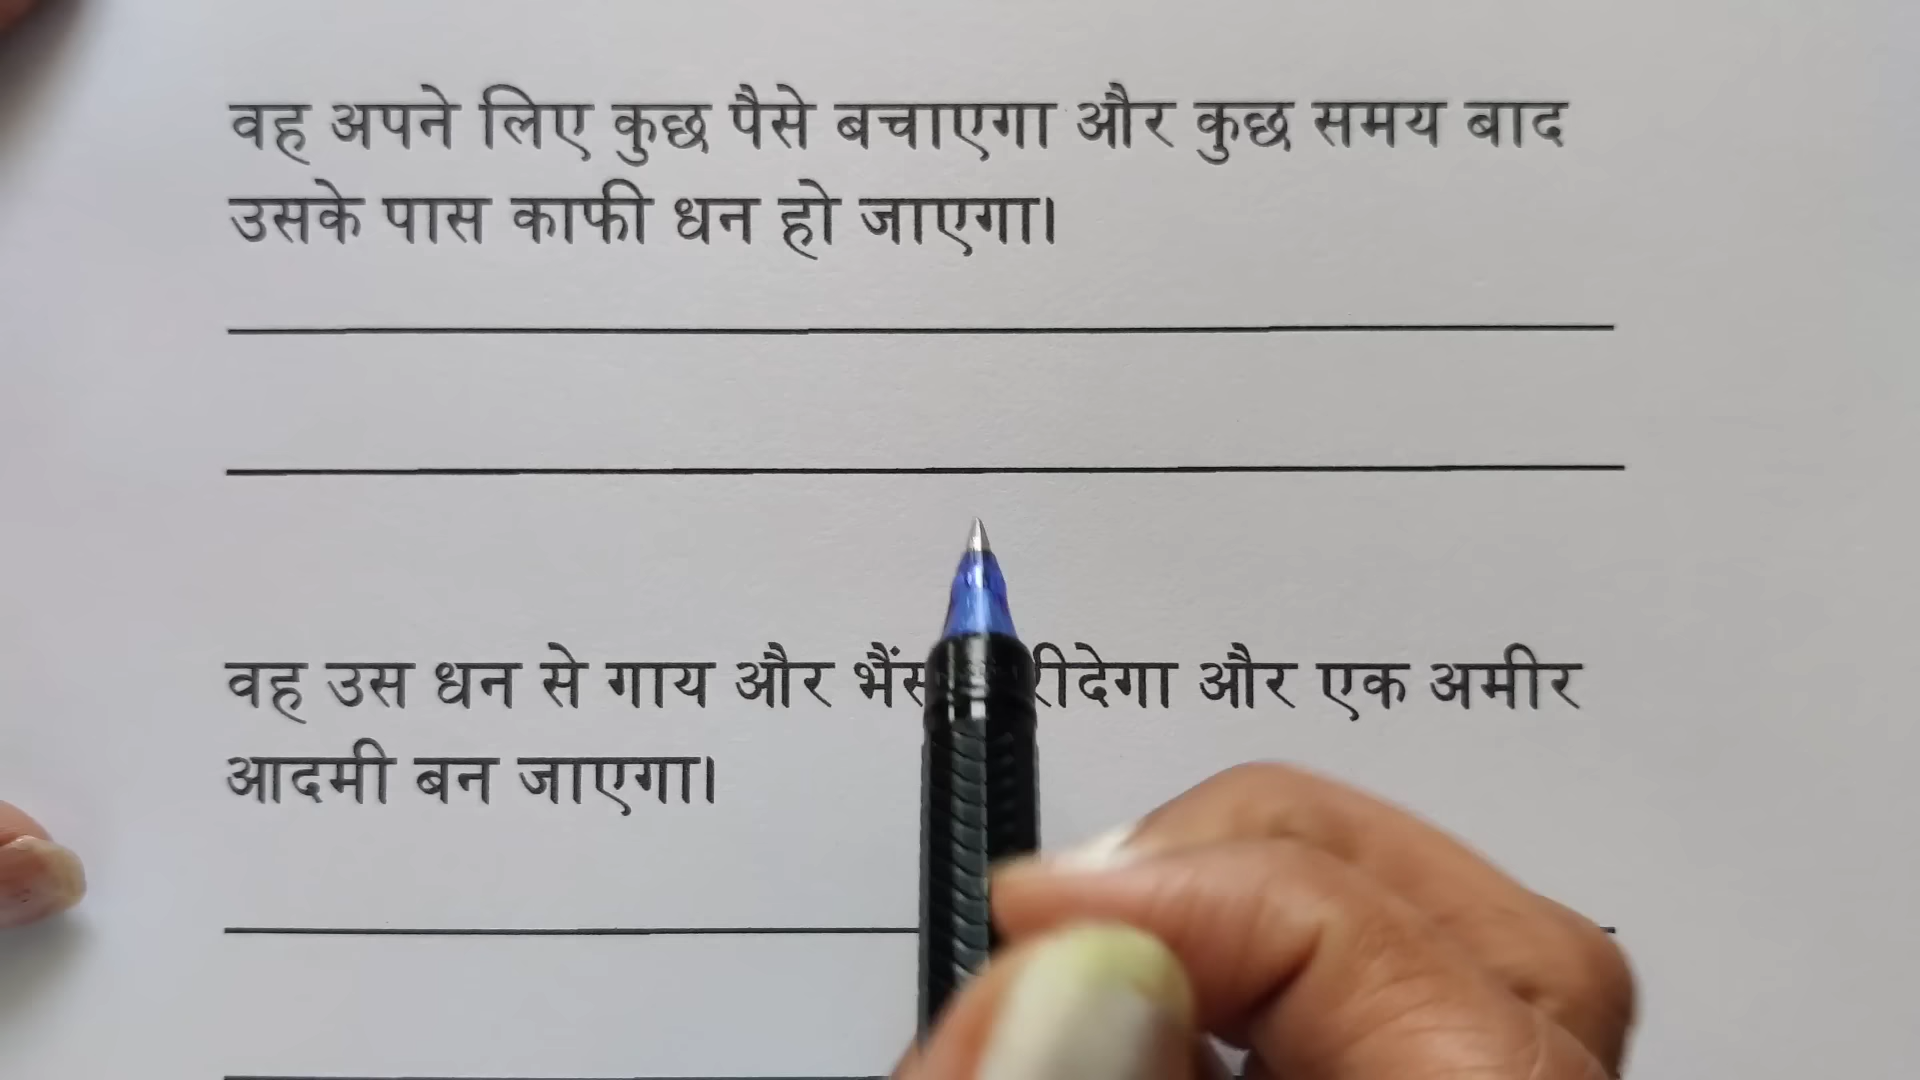 वह अपने लिए कुछ पैसे बचाएगा और कुछ समय बाद
उसके पास काफी धन हो जाएगा।
वह उस धन से गाय और और एक अमीर
आदमी बन जाएगा।